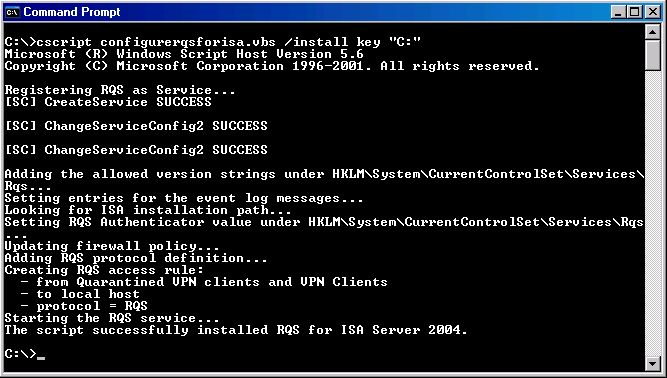 Command Prompt
C:\>cscript configurerqsforisa.vbs /install key "C:"
Microsoft (R) Windows Script Host Version 5.6
Copyright (C) Microsoft Corporation 1996-2001. All rights reserved.
Registering RQS as Service...
[SC] CreateService SUCCESS
[SC] ChangeServiceConfig2 SUCCESS
[SC] ChangeServiceConfig2 SUCCESS
Adding the allowed version strings under HKLM\System\CurrentControlSet\Services\
Rqs...
Setting entries for the event log messages...
Looking for ISA installation path...
Setting RQS Authenticator value under HKLM\System\CurrentControlSet\Services\Rqs
...
Updating firewall policy...
Adding RQS protocol definition...
Creating RQS access rule:
- from Quarantined VPN clients and VPN Clients
- to local host
- protocol = RQS
Starting the RQS service...
The script successfully installed RQS for ISA Server 2004.
C:\>_